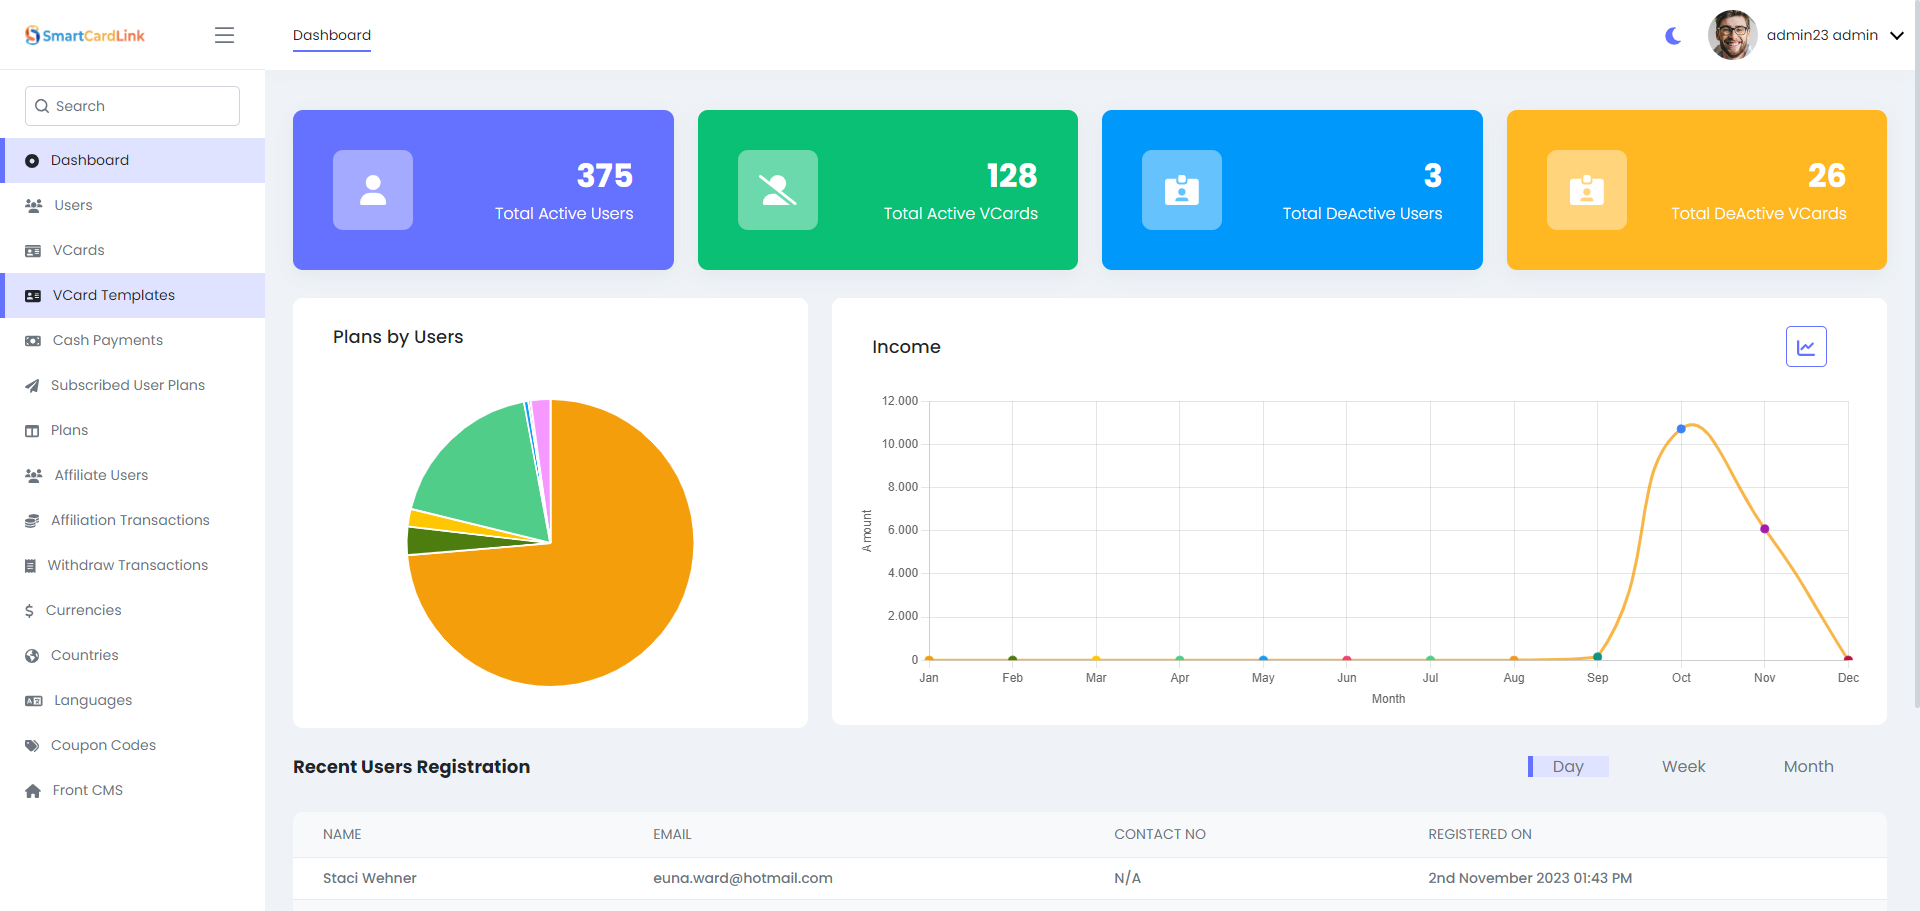 SmartCardLink
Dashboard
admin23 admin
Search
Dashboard
Users
VCards
VCard Templates
Cash Payments
Subscribed User Plans
Plans
Affiliate Users
Affiliation Transactions
Withdraw Transactions
$ Currencies
Countries
Languages
Coupon Codes
Front CMS
375
Total Active Users
128
Total Active VCards
3
Total DeActive Users
26
Total DeActive VCards
Plans by Users
Income
12.000
10.000
8.000
6.000
4.000
2.000
0
Amount
Jan Feb Mar Apr May Jun Jul Aug Sep Oct Nov Dec
Month
Recent Users Registration
Day Week Month
NAME EMAIL CONTACT NO REGISTERED ON
Staci Wehner euna.ward@hotmail.com N/A 2nd November 2023 01:43 PM